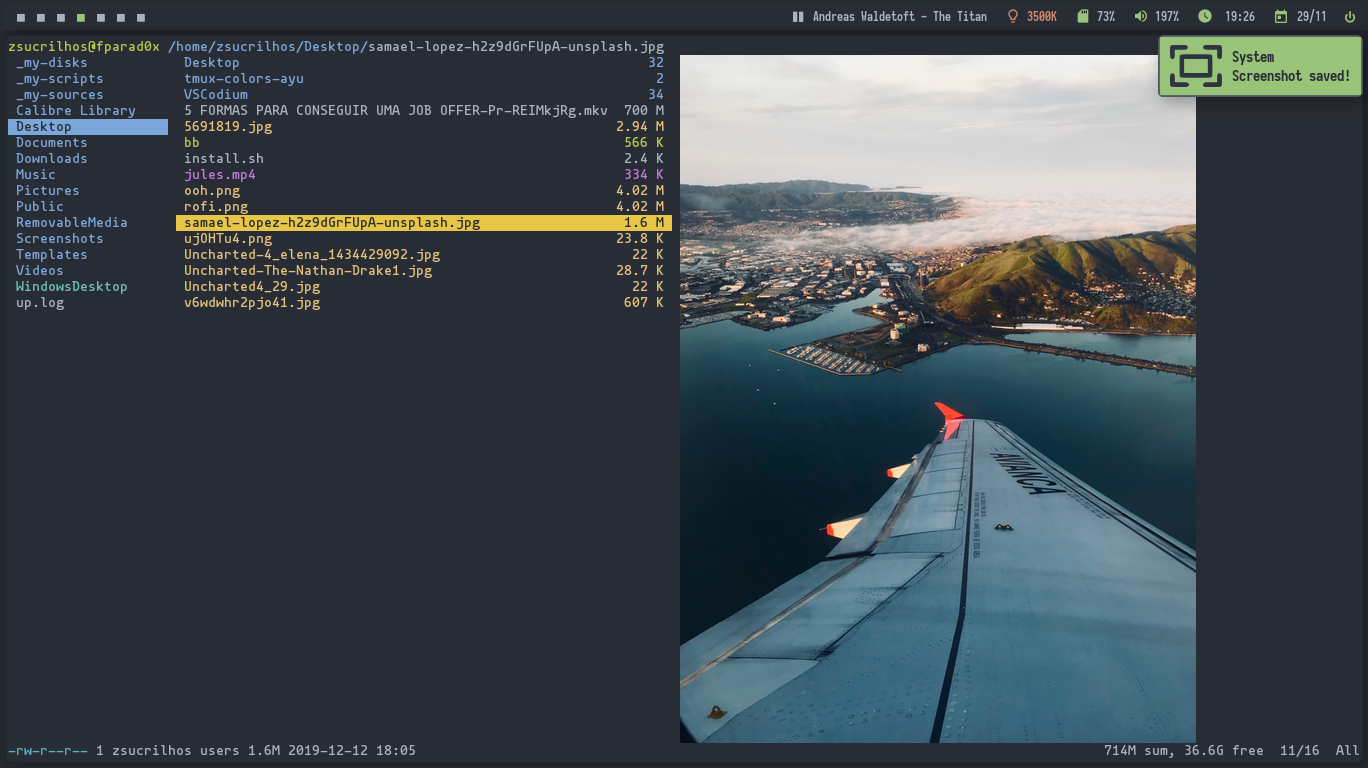 Andreas Waldetoft - The Titan 3500K 73% 197% 19:26 29/11
System
Screenshot saved!
zsucrilhos@fparad0x /home/zsucrilhos/Desktop/samael-lopez-h2z9dGrFUpA-unsplash.jpg
_my-disks
_my-scripts
_my-sources
Calibre Library
Desktop
Documents
Downloads
Music
Pictures
Public
RemovableMedia
Screenshots
Templates
Videos
WindowsDesktop
up.log
Desktop 32
tmux-colors-ayu 2
VSCodium 34
5 FORMAS PARA CONSEGUIR UMA JOB OFFER-Pr-REIMkjRg.mkv 700 M
5691819.jpg 2.94 M
bb 566 K
install.sh 2.4 K
jules.mp4 334 K
ooh.png 4.02 M
rofi.png 4.02 M
samael-lopez-h2z9dGrFUpA-unsplash.jpg 1.6 M
ujOHTu4.png 23.8 K
Uncharted-4_elena_1434429092.jpg 22 K
Uncharted-The-Nathan-Drake1.jpg 28.7 K
Uncharted4_29.jpg 22 K
v6wdwhr2pjo41.jpg 607 K
AVIANCA
-rw-r--r-- 1 zsucrilhos users 1.6M 2019-12-12 18:05 714M sum, 36.6G free 11/16 All